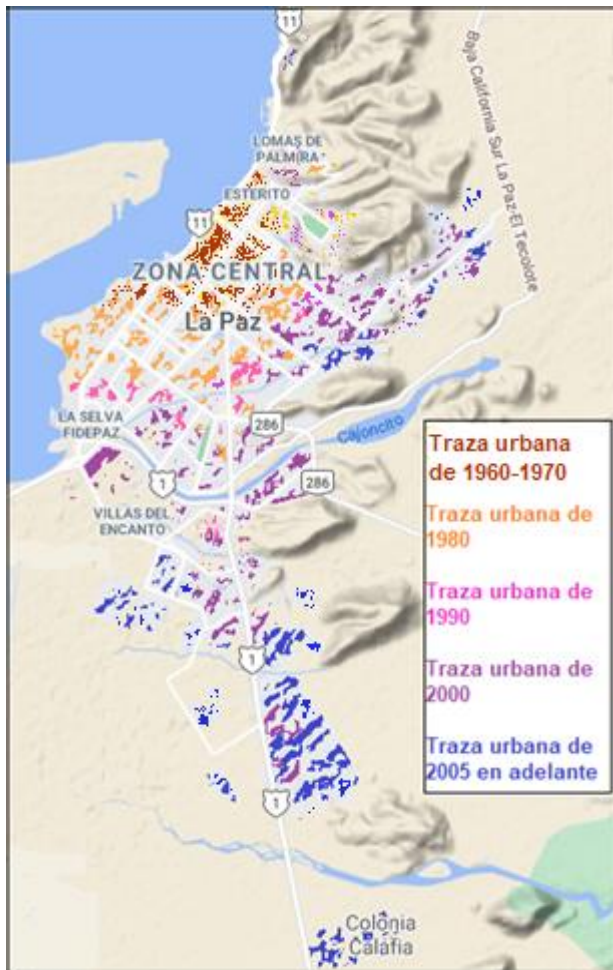 11
Baja California Sur La Paz-El Tecolote
LOMAS DE
PALMIRA
ESTERITO
11
ZONA CENTRAL
La Paz
LA SELVA
FIDEPAZ
286
Cajoncito
1
286
VILLAS DEL
ENCANTO
1
1
Colonia
Calafia
Traza urbana
de 1960-1970
Traza urbana de
1980
Traza urbana de
1990
Traza urbana de
2000
Traza urbana de
2005 en adelante